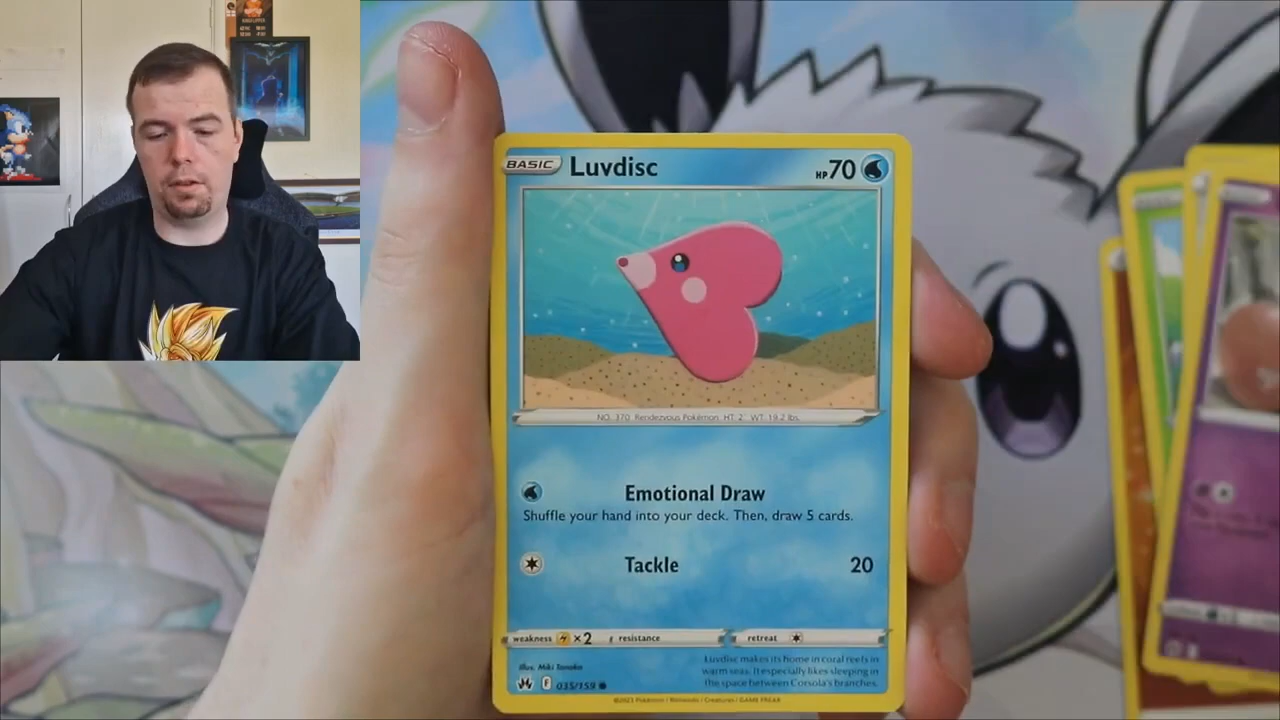 BASIC Luvdisc HP 70
NO. 370 Rendezvous Pokémon HT: 2' WT: 19.2 lbs.
Emotional Draw
Shuffle your hand into your deck. Then, draw 5 cards.
Tackle 20
weakness ×2 resistance retreat
Illus. Miki Tanaka
F 035/159
Luvdisc makes its home in coral reefs in
warm seas. It especially likes sleeping in
the space between Corsola's branches.
©2023 Pokémon / Nintendo / Creatures / GAME FREAK